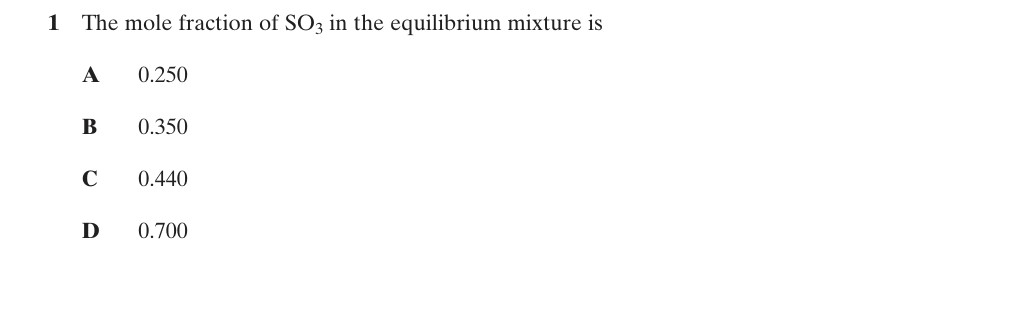 1 The mole fraction of SO₃ in the equilibrium mixture is
A 0.250
B 0.350
C 0.440
D 0.700